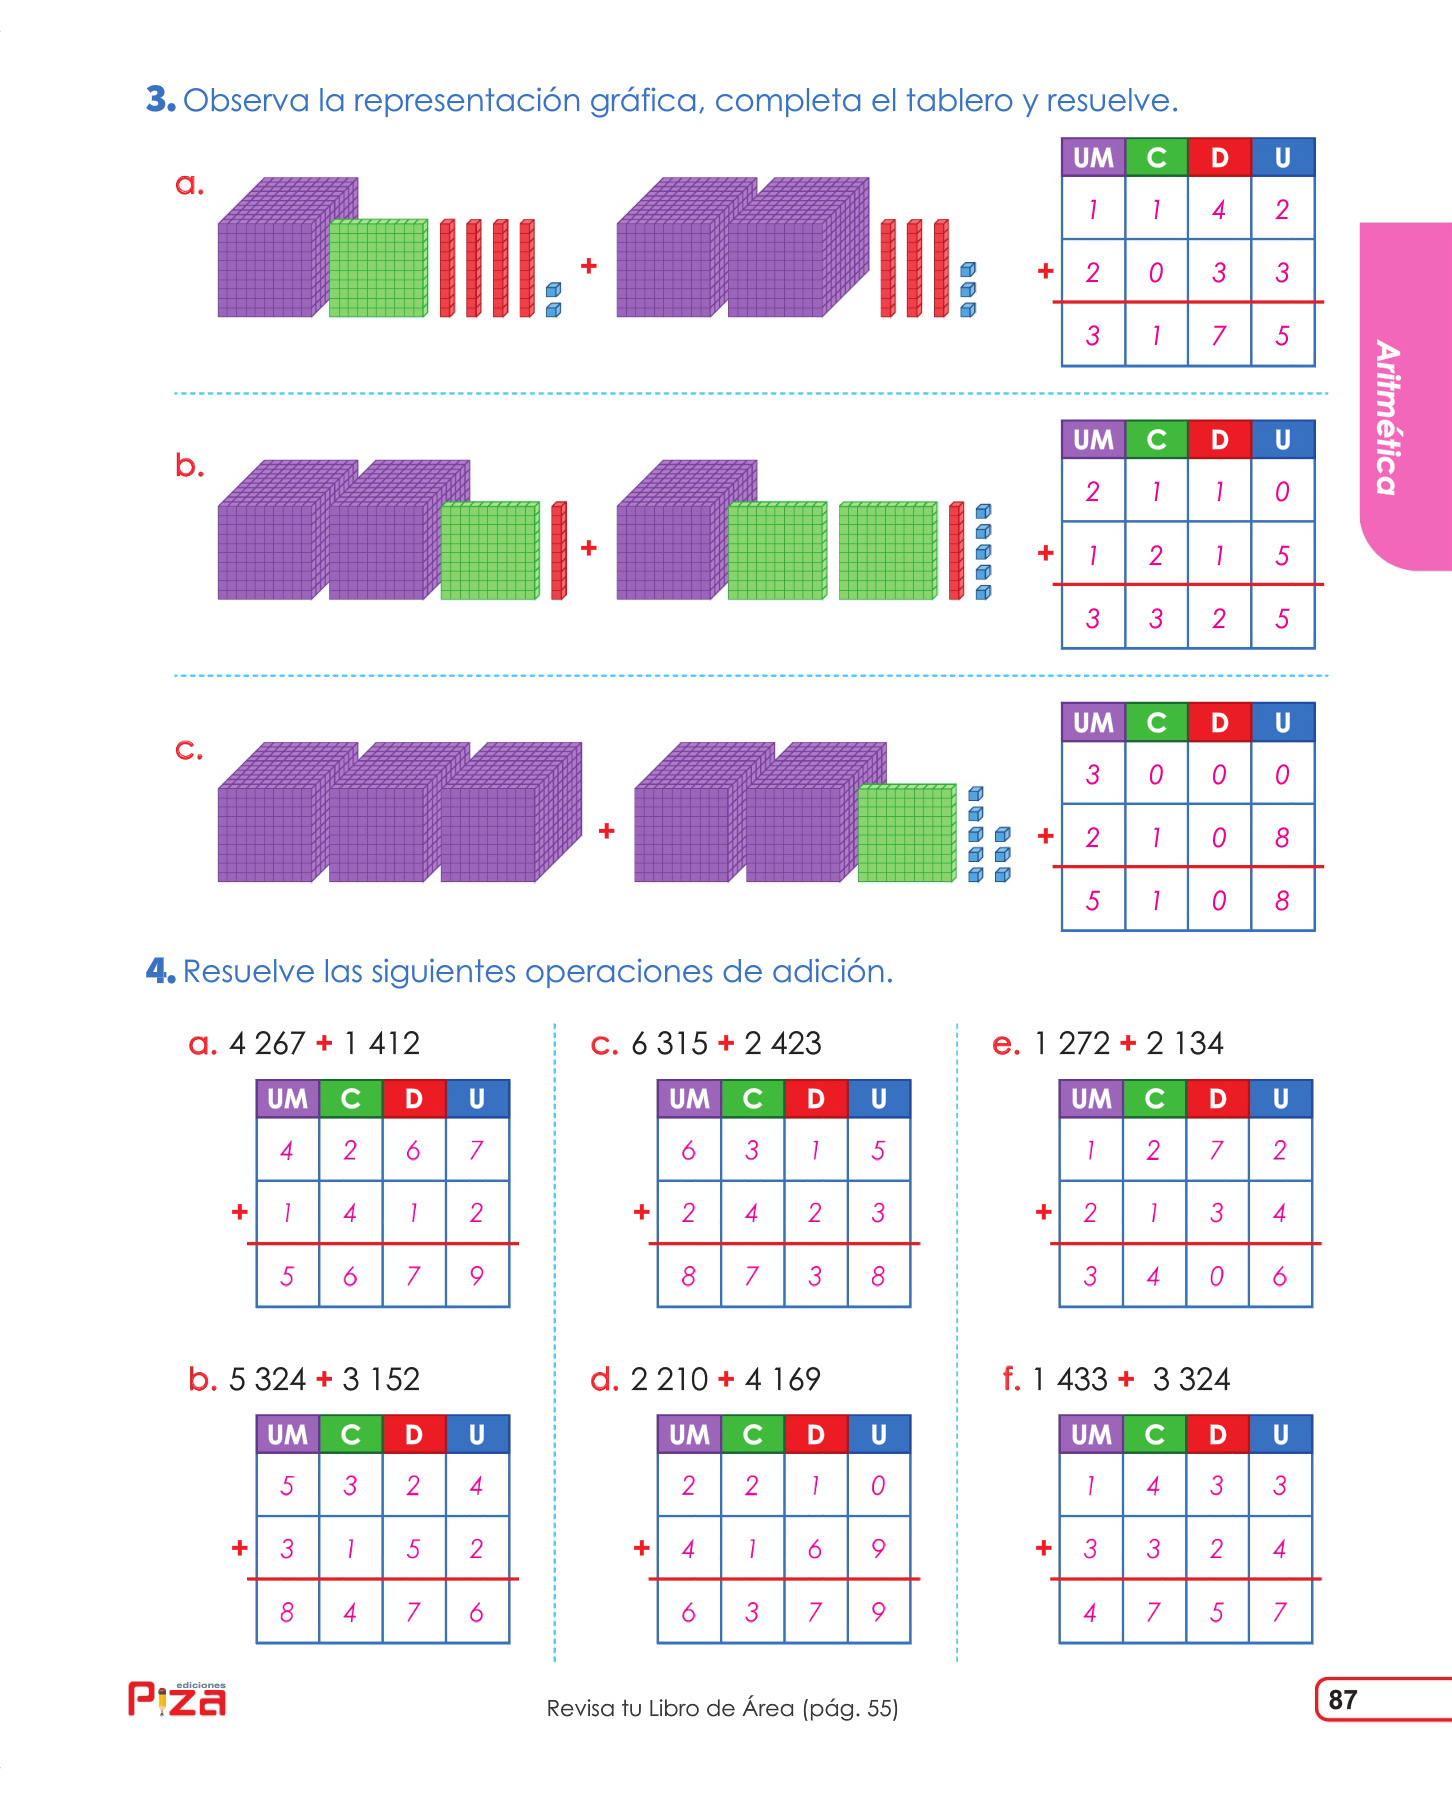 3. Observa la representación gráfica, completa el tablero y resuelve.
a.
+
UM C D U
1 1 4 2
+ 2 0 3 3
3 1 7 5
b.
+
UM C D U
2 1 1 0
+ 1 2 1 5
3 3 2 5
c.
+
UM C D U
3 0 0 0
+ 2 1 0 8
5 1 0 8
Aritmética
4. Resuelve las siguientes operaciones de adición.
a. 4 267 + 1 412
UM C D U
4 2 6 7
+ 1 4 1 2
5 6 7 9
b. 5 324 + 3 152
UM C D U
5 3 2 4
+ 3 1 5 2
8 4 7 6
c. 6 315 + 2 423
UM C D U
6 3 1 5
+ 2 4 2 3
8 7 3 8
d. 2 210 + 4 169
UM C D U
2 2 1 0
+ 4 1 6 9
6 3 7 9
e. 1 272 + 2 134
UM C D U
1 2 7 2
+ 2 1 3 4
3 4 0 6
f. 1 433 + 3 324
UM C D U
1 4 3 3
+ 3 3 2 4
4 7 5 7
ediciones
Piza
Revisa tu Libro de Área (pág. 55)
87